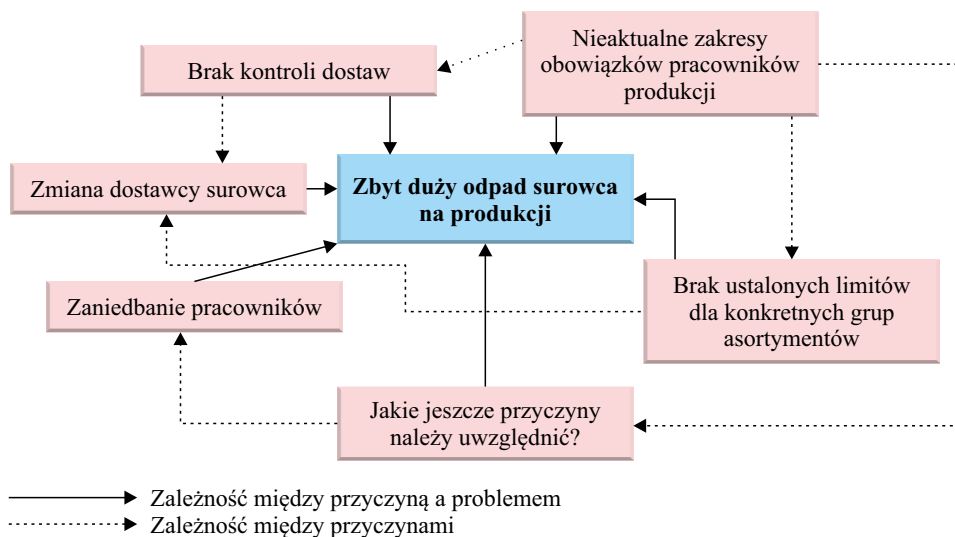 Nieaktualne zakresy
obowiązków pracowników
produkcji
Brak kontroli dostaw
Zbyt duży odpad surowca
na produkcji
Zmiana dostawcy surowca
Zaniedbanie pracowników
Brak ustalonych limitów
dla konkretnych grup
asortymentów
Jakie jeszcze przyczyny
należy uwzględnić?
Zależność między przyczyną a problemem
Zależność między przyczynami